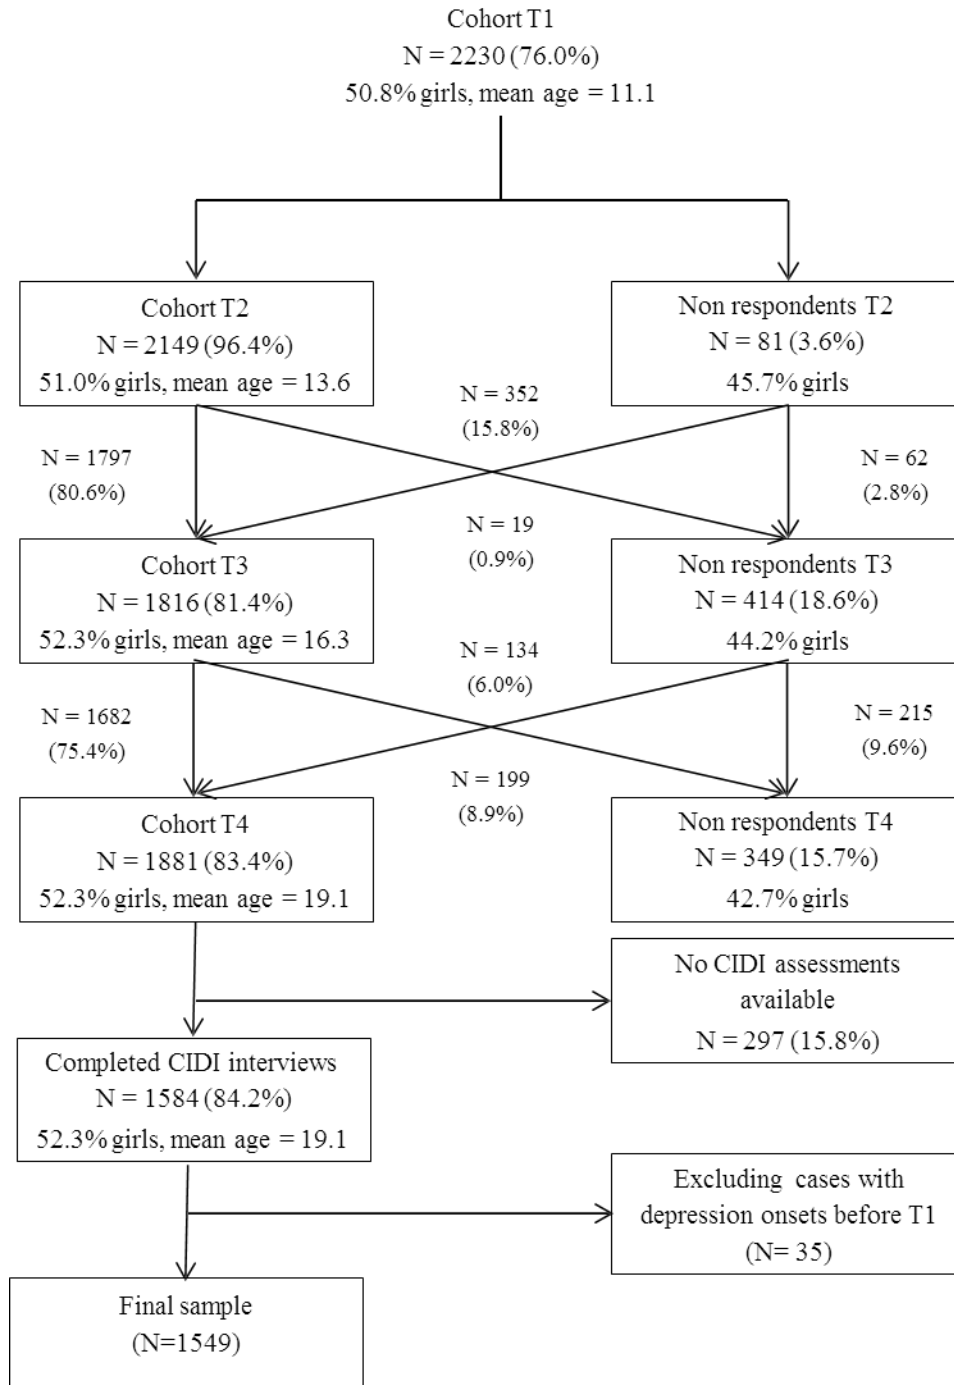 Cohort T1
N = 2230 (76.0%)
50.8% girls, mean age = 11.1
Cohort T2
N = 2149 (96.4%)
51.0% girls, mean age = 13.6
Non respondents T2
N = 81 (3.6%)
45.7% girls
N = 352
(15.8%)
N = 1797
(80.6%)
N = 62
(2.8%)
N = 19
(0.9%)
Cohort T3
N = 1816 (81.4%)
52.3% girls, mean age = 16.3
Non respondents T3
N = 414 (18.6%)
44.2% girls
N = 134
(6.0%)
N = 1682
(75.4%)
N = 215
(9.6%)
N = 199
(8.9%)
Cohort T4
N = 1881 (83.4%)
52.3% girls, mean age = 19.1
Non respondents T4
N = 349 (15.7%)
42.7% girls
No CIDI assessments
available
N = 297 (15.8%)
Completed CIDI interviews
N = 1584 (84.2%)
52.3% girls, mean age = 19.1
Excluding cases with
depression onsets before T1
(N= 35)
Final sample
(N=1549)